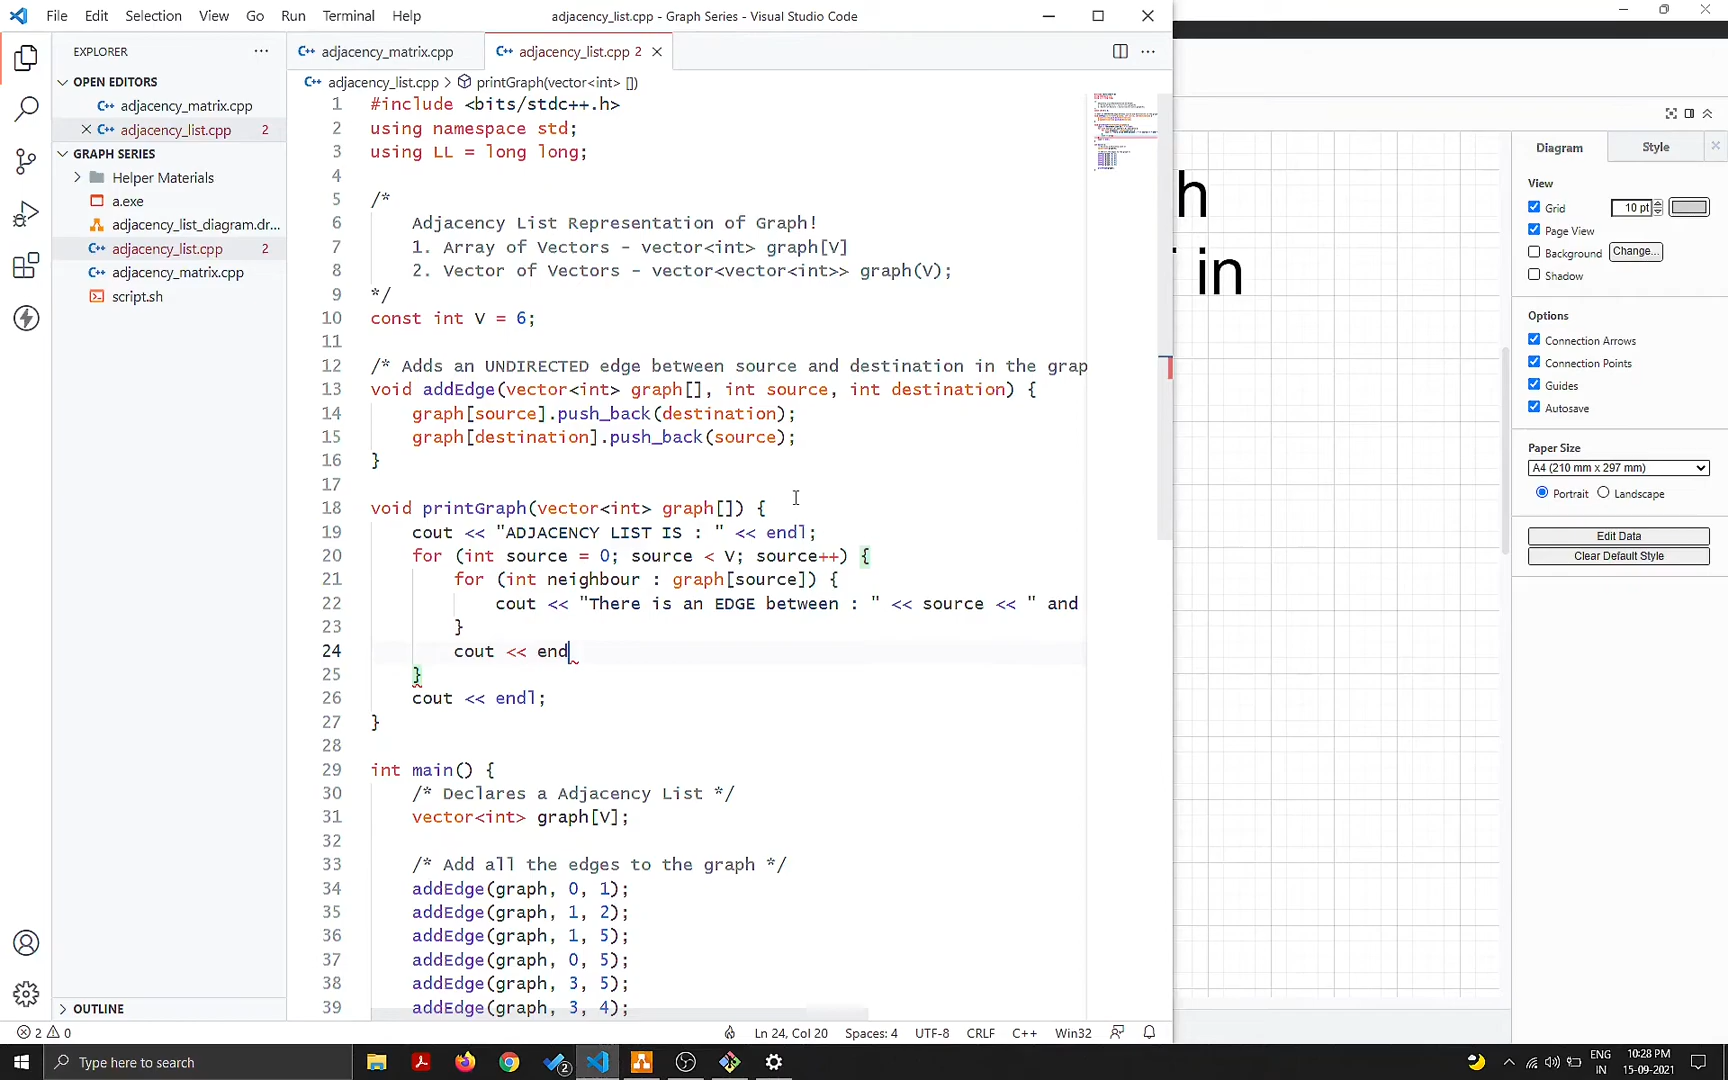 File Edit Selection View Go Run Terminal Help
adjacency_list.cpp - Graph Series - Visual Studio Code
EXPLORER
OPEN EDITORS
adjacency_matrix.cpp
adjacency_list.cpp 2
GRAPH SERIES
Helper Materials
a.exe
adjacency_list_diagram.dr...
adjacency_list.cpp 2
adjacency_matrix.cpp
script.sh
OUTLINE
adjacency_matrix.cpp
adjacency_list.cpp 2
adjacency_list.cpp > printGraph(vector<int> [])
1 #include <bits/stdc++.h>
2 using namespace std;
3 using LL = long long;
4
5 /*
6 Adjacency List Representation of Graph!
7 1. Array of Vectors - vector<int> graph[V]
8 2. Vector of Vectors - vector<vector<int>> graph(V);
9 */
10 const int V = 6;
11
12 /* Adds an UNDIRECTED edge between source and destination in the grap
13 void addEdge(vector<int> graph[], int source, int destination) {
14 graph[source].push_back(destination);
15 graph[destination].push_back(source);
16 }
17
18 void printGraph(vector<int> graph[]) {
19 cout << "ADJACENCY LIST IS : " << endl;
20 for (int source = 0; source < V; source++) {
21 for (int neighbour : graph[source]) {
22 cout << "There is an EDGE between : " << source << " and
23 }
24 cout << end
25 }
26 cout << endl;
27 }
28
29 int main() {
30 /* Declares a Adjacency List */
31 vector<int> graph[V];
32
33 /* Add all the edges to the graph */
34 addEdge(graph, 0, 1);
35 addEdge(graph, 1, 2);
36 addEdge(graph, 1, 5);
37 addEdge(graph, 0, 5);
38 addEdge(graph, 3, 5);
39 addEdge(graph, 3, 4);
2 0
Ln 24, Col 20 Spaces: 4 UTF-8 CRLF C++ Win32
h
in
Diagram Style
View
Grid 10 pt
Page View
Background Change...
Shadow
Options
Connection Arrows
Connection Points
Guides
Autosave
Paper Size
A4 (210 mm x 297 mm)
Portrait Landscape
Edit Data
Clear Default Style
Type here to search
2
ENG
IN
10:28 PM
15-09-2021